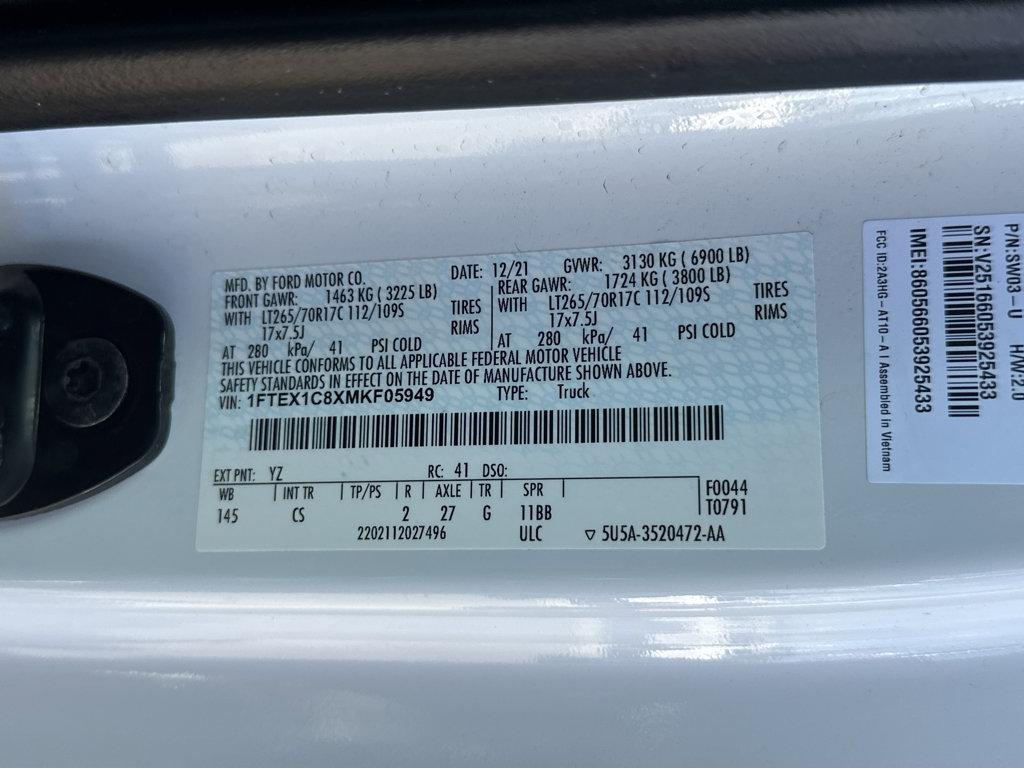 MFD. BY FORD MOTOR CO.
DATE: 12/21 GVWR: 3130 KG ( 6900 LB)
FRONT GAWR: 1463 KG ( 3225 LB)
WITH LT265/70R17C 112/109S TIRES
17x7.5J RIMS
AT 280 kPa/ 41 PSI COLD
REAR GAWR: 1724 KG ( 3800 LB)
WITH LT265/70R17C 112/109S TIRES
17x7.5J RIMS
AT 280 kPa/ 41 PSI COLD
THIS VEHICLE CONFORMS TO ALL APPLICABLE FEDERAL MOTOR VEHICLE
SAFETY STANDARDS IN EFFECT ON THE DATE OF MANUFACTURE SHOWN ABOVE.
VIN: 1FTEX1C8XMKF05949 TYPE: Truck
EXT PNT: YZ RC: 41 DSO:
WB INT TR TP/PS R AXLE TR SPR F0044
145 CS 2 27 G 11BB T0791
2202112027496 ULC ▽ 5U5A-3520472-AA
P/N:SW03-U H/W:2.0
SN:V25166053925433
IMEI:860566053925433
FCC ID:2A3HG-AT10-A | Assembled in Vietnam